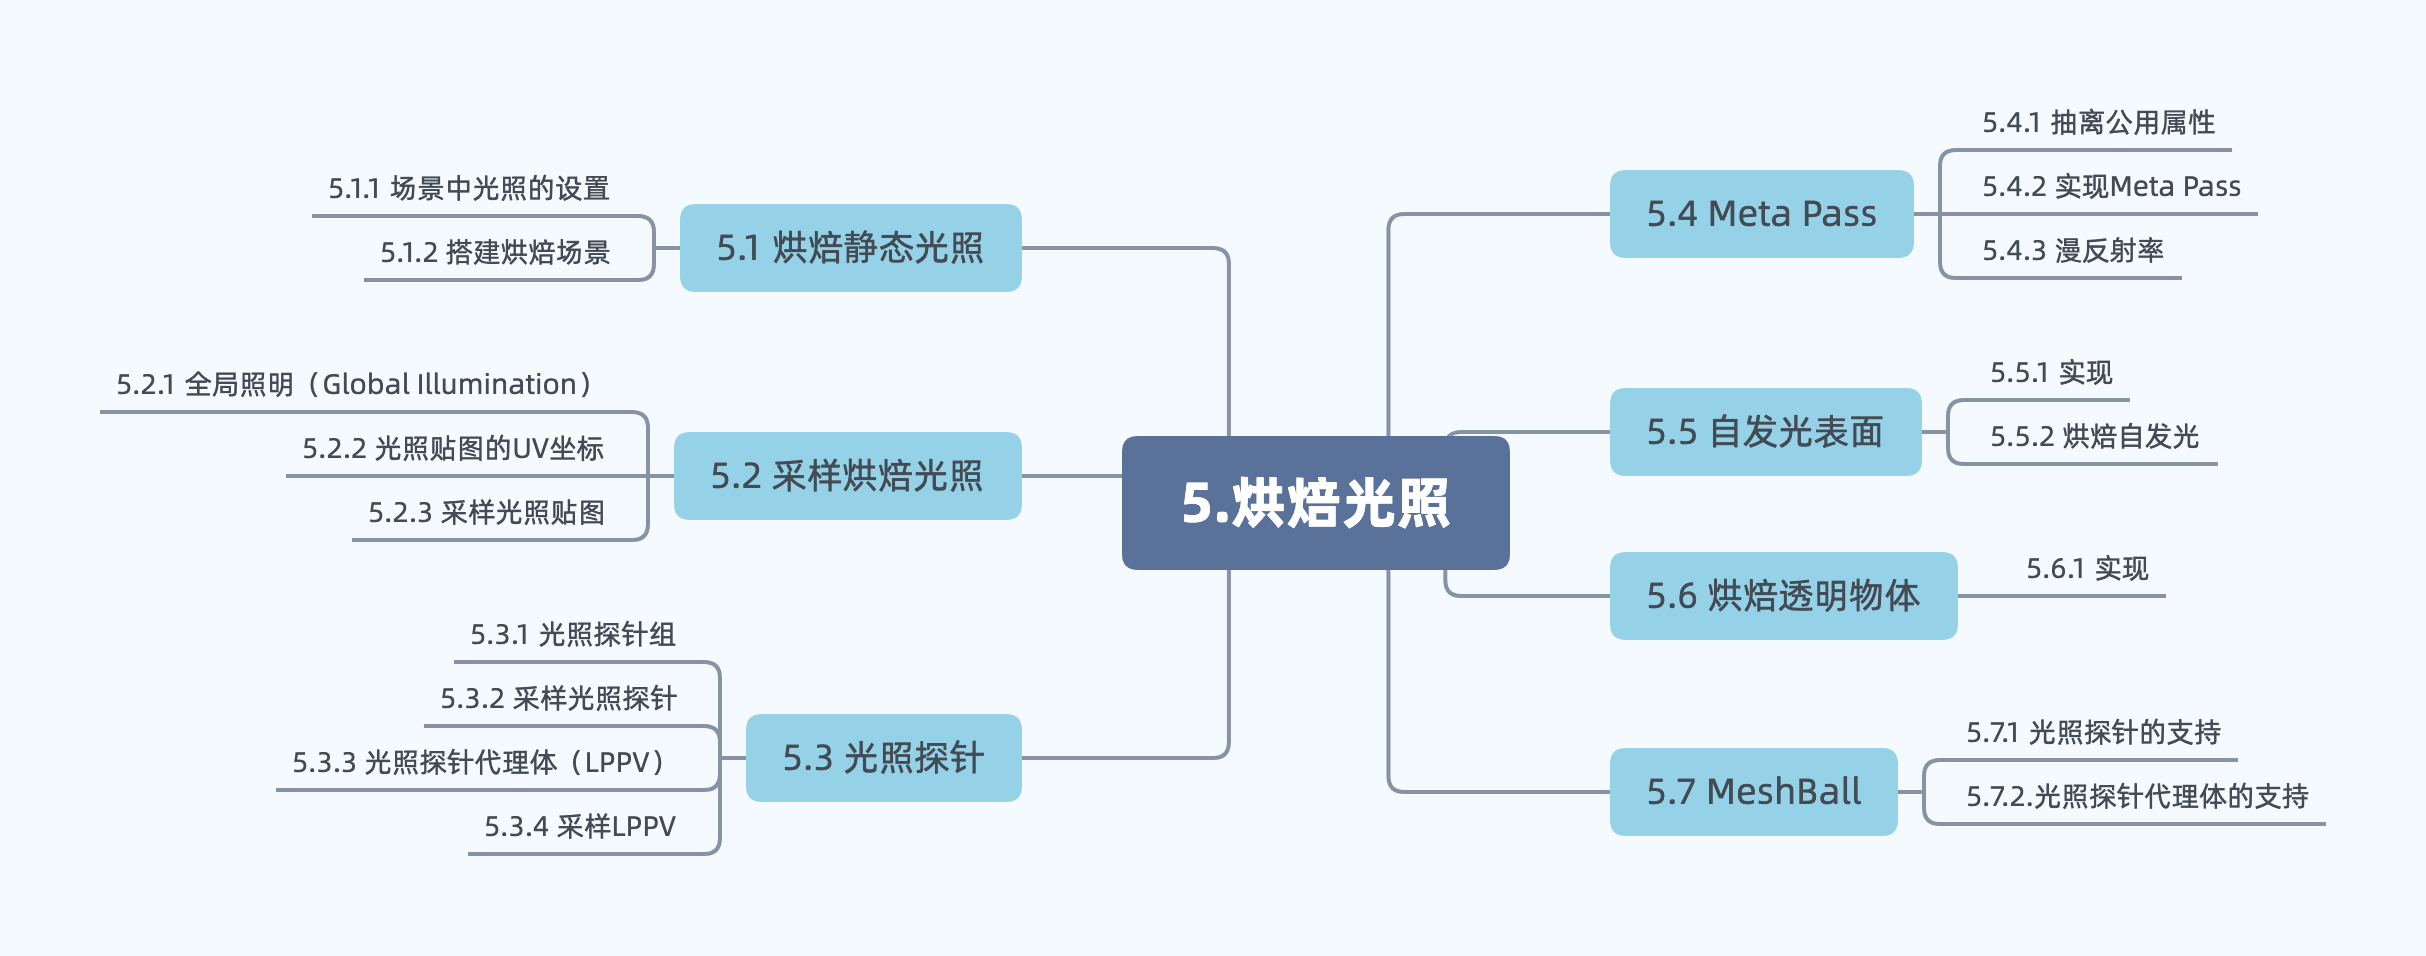 5.烘焙光照
5.1 烘焙静态光照
5.1.1 场景中光照的设置
5.1.2 搭建烘焙场景
5.2 采样烘焙光照
5.2.1 全局照明（Global Illumination）
5.2.2 光照贴图的UV坐标
5.2.3 采样光照贴图
5.3 光照探针
5.3.1 光照探针组
5.3.2 采样光照探针
5.3.3 光照探针代理体（LPPV）
5.3.4 采样LPPV
5.4 Meta Pass
5.4.1 抽离公用属性
5.4.2 实现Meta Pass
5.4.3 漫反射率
5.5 自发光表面
5.5.1 实现
5.5.2 烘焙自发光
5.6 烘焙透明物体
5.6.1 实现
5.7 MeshBall
5.7.1 光照探针的支持
5.7.2.光照探针代理体的支持